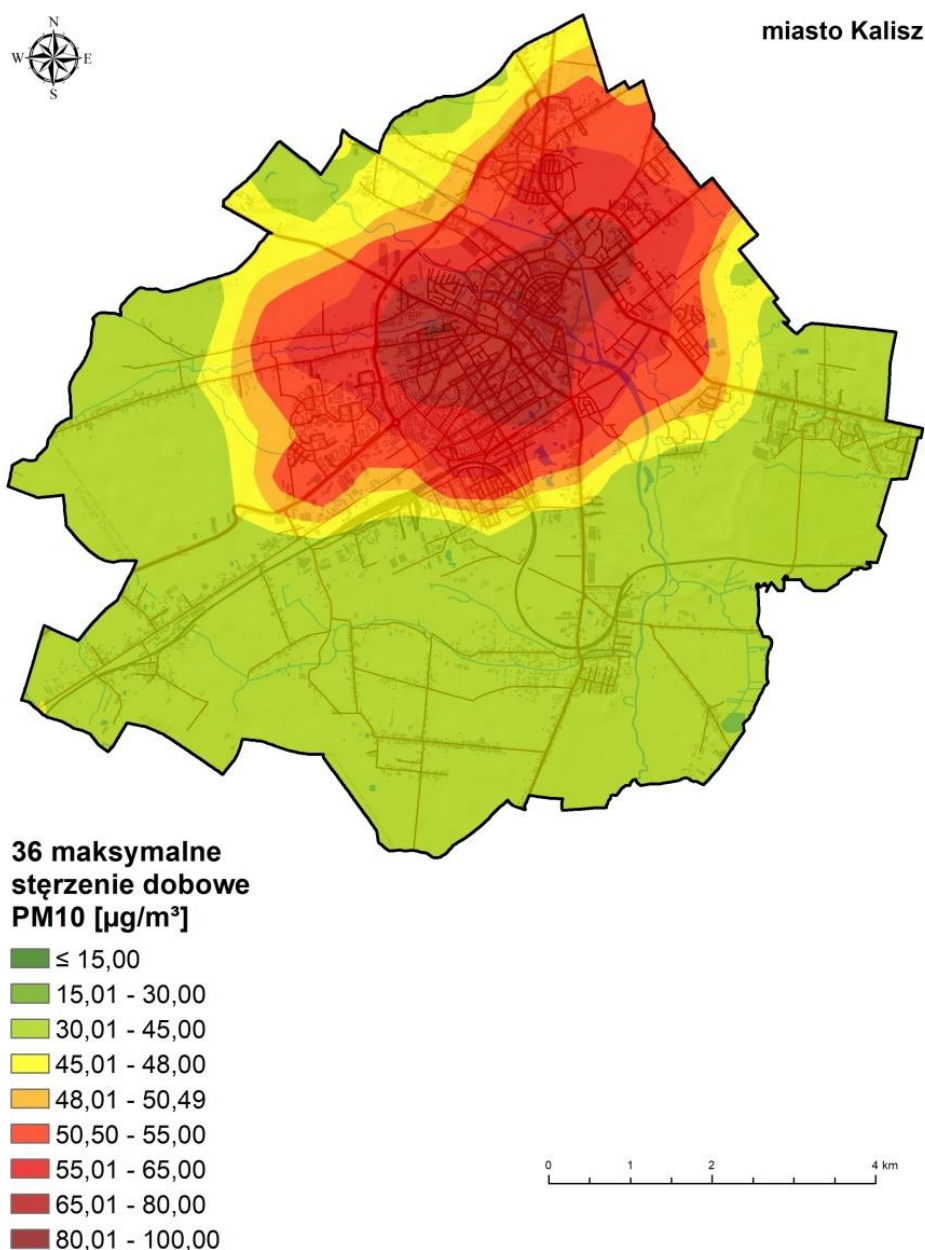 N
W E
S
miasto Kalisz
Kalisz
36 maksymalne
stęrzenie dobowe
PM10 [µg/m³]
≤ 15,00
15,01 - 30,00
30,01 - 45,00
45,01 - 48,00
48,01 - 50,49
50,50 - 55,00
55,01 - 65,00
65,01 - 80,00
80,01 - 100,00
0 1 2 4 km